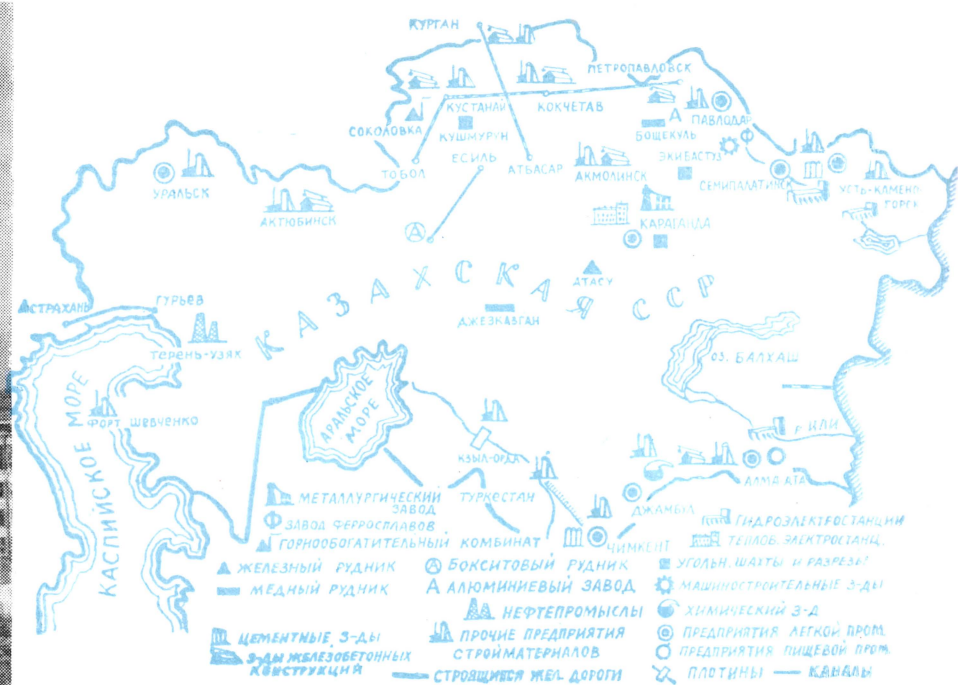 КУРГАН
ПЕТРОПАВЛОВСК
КУСТАНАЙ
КОКЧЕТАВ
ПАВЛОДАР
СОКОЛОВКА
КУШМУРУН
БОЩЕКУЛЬ
ЕСИЛЬ
ЭКИБАСТУЗ
ТОБОЛ
АТБАСАР
АКМОЛИНСК
СЕМИПАЛАТИНСК
УСТЬ-КАМЕНО-
ГОРСК
УРАЛЬСК
АКТЮБИНСК
КАРАГАНДА
КАЗАХСКАЯ ССР
АТАСУ
АСТРАХАНЬ
ГУРЬЕВ
ДЖЕЗКАЗГАН
ТЕРЕНЬ-УЗЯК
ОЗ. БАЛХАШ
КАСПИЙСКОЕ МОРЕ
ФОРТ ШЕВЧЕНКО
АРАЛЬСКОЕ
МОРЕ
Р. ИЛИ
КЗЫЛ-ОРДА
АЛМА АТА
ТУРКЕСТАН
ДЖАМБУЛ
ЧИМКЕНТ
МЕТАЛЛУРГИЧЕСКИЙ
ЗАВОД
ЗАВОД ФЕРРОСПЛАВОВ
ГОРНООБОГАТИТЕЛЬНЫЙ КОМБИНАТ
ЖЕЛЕЗНЫЙ РУДНИК
МЕДНЫЙ РУДНИК
А БОКСИТОВЫЙ РУДНИК
А АЛЮМИНИЕВЫЙ ЗАВОД
НЕФТЕПРОМЫСЛЫ
ЦЕМЕНТНЫЕ З-ДЫ
З-ДЫ ЖЕЛЕЗОБЕТОННЫХ
КОНСТРУКЦИЙ
ПРОЧИЕ ПРЕДПРИЯТИЯ
СТРОЙМАТЕРИАЛОВ
СТРОЯЩИЕСЯ ЖЕЛ. ДОРОГИ
ГИДРОЭЛЕКТРОСТАНЦИИ
ТЕПЛОВ. ЭЛЕКТРОСТАНЦ.
УГОЛЬН. ШАХТЫ И РАЗРЕЗЫ
МАШИНОСТРОИТЕЛЬНЫЕ З-ДЫ
ХИМИЧЕСКИЙ З-Д
ПРЕДПРИЯТИЯ ЛЕГКОЙ ПРОМ.
ПРЕДПРИЯТИЯ ПИЩЕВОЙ ПРОМ.
ПЛОТИНЫ — КАНАЛЫ